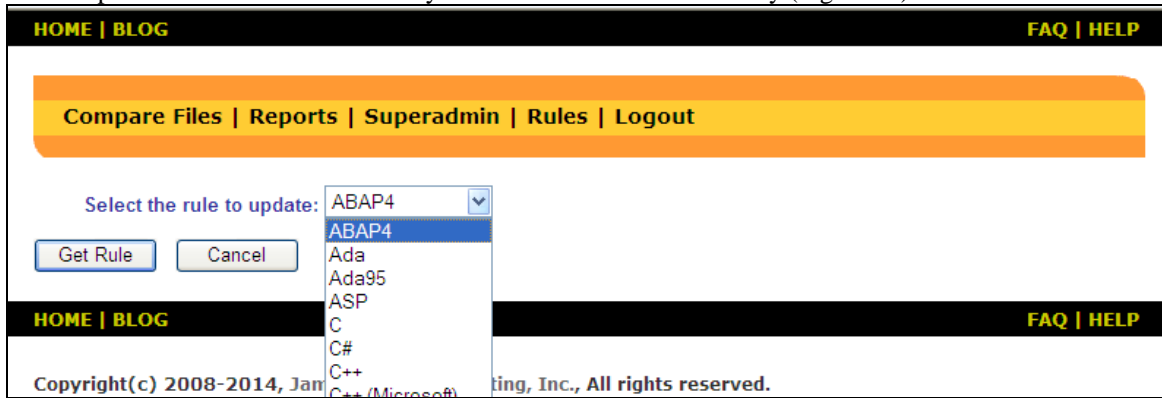 HOME | BLOG FAQ | HELP
Compare Files | Reports | Superadmin | Rules | Logout
Select the rule to update: ABAP4
ABAP4
Get Rule Cancel Ada
Ada95
ASP
HOME | BLOG C FAQ | HELP
C#
C++
Copyright(c) 2008-2014, Jam ting, Inc., All rights reserved.
C++ (Microsoft)